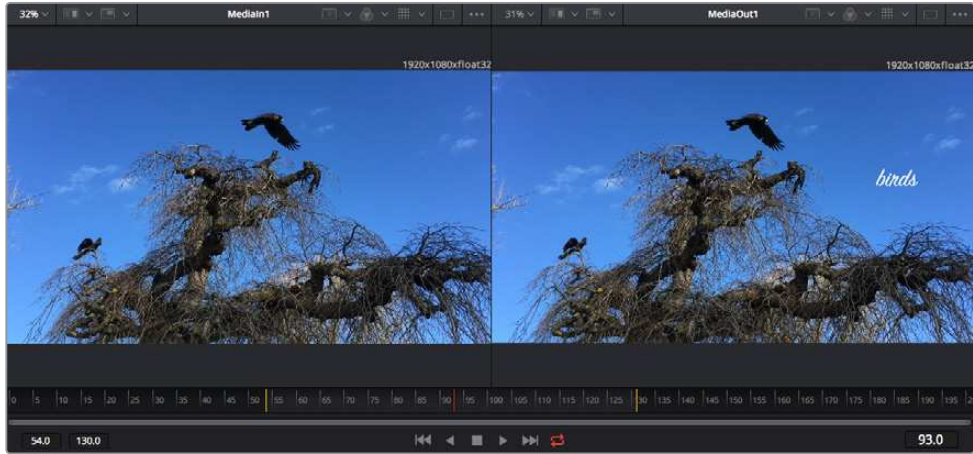 32% MediaIn1 31% MediaOut1
1920x1080xfloat32 1920x1080xfloat32
birds
0 5 10 15 20 25 30 35 40 45 50 55 60 65 70 75 80 85 90 95 100 105 110 115 120 125 130 135 140 145 150 155 160 165 170 175 180 185 190 195
54.0 130.0 93.0